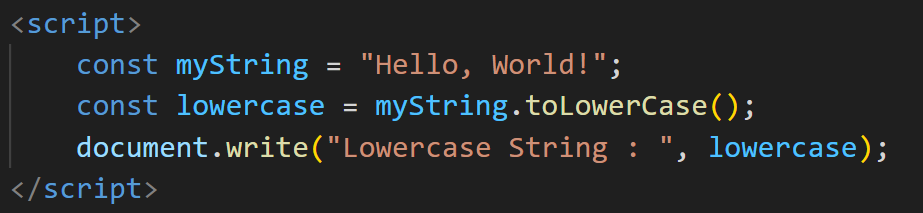 <script>
    const myString = "Hello, World!";
    const lowercase = myString.toLowerCase();
    document.write("Lowercase String : ", lowercase);
</script>